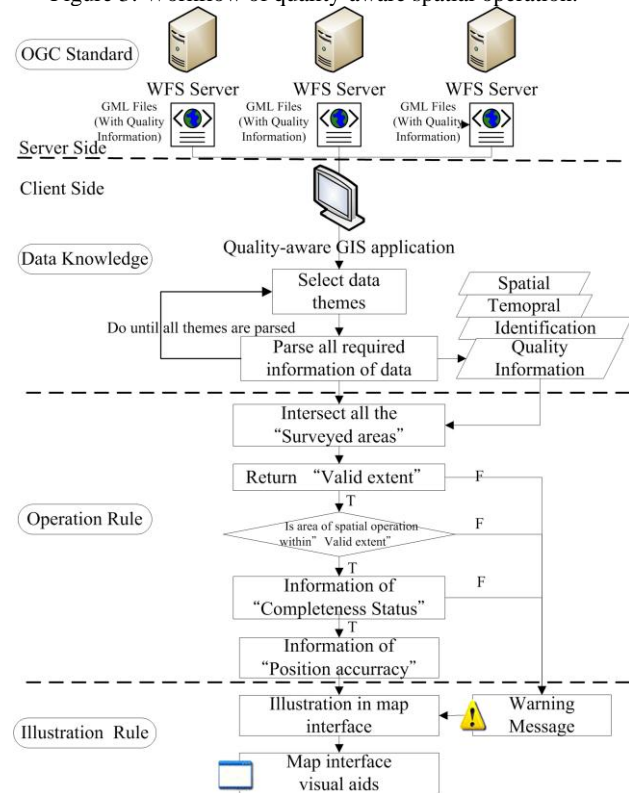 Figure 3. Workflow of quality-aware spatial operation.
OGC Standard
WFS Server
WFS Server
WFS Server
GML Files
(With Quality
Information)
GML Files
(With Quality
Information)
GML Files
(With Quality
Information)
Server Side
Client Side
Quality-aware GIS application
Data Knowledge
Select data
themes
Spatial
Temopral
Identification
Quality
Information
Do until all themes are parsed
Parse all required
information of data
Intersect all the
“Surveyed areas”
Return “Valid extent”
F
T
Operation Rule
Is area of spatial operation
within” Valid extent”
F
T
Information of
“Completeness Status”
F
T
Information of
“Position accurracy”
Illustration Rule
Illustration in map
interface
Warning
Message
Map interface
visual aids